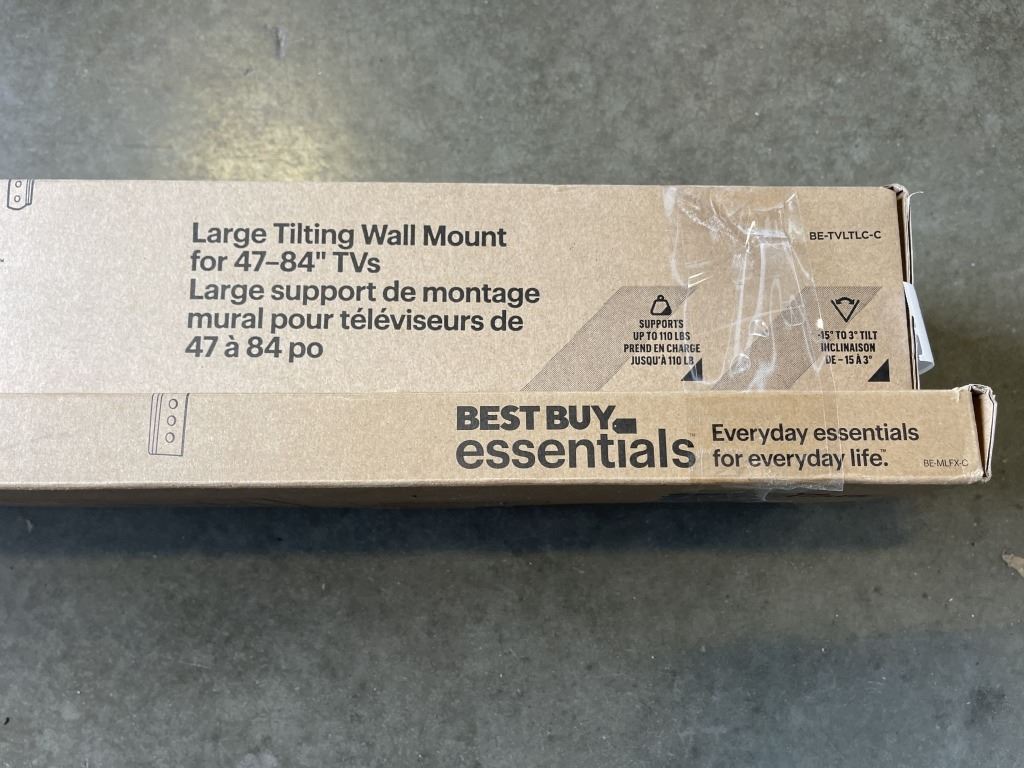 Large Tilting Wall Mount
for 47–84" TVs
Large support de montage
mural pour téléviseurs de
47 à 84 po
BE-TVLTLC-C
SUPPORTS
UP TO 110 LBS
PREND EN CHARGE
JUSQU'À 110 LB
-15° TO 3° TILT
INCLINAISON
DE – 15 À 3°
BEST BUY
essentials™
Everyday essentials
for everyday life.™
BE-MLFX-C